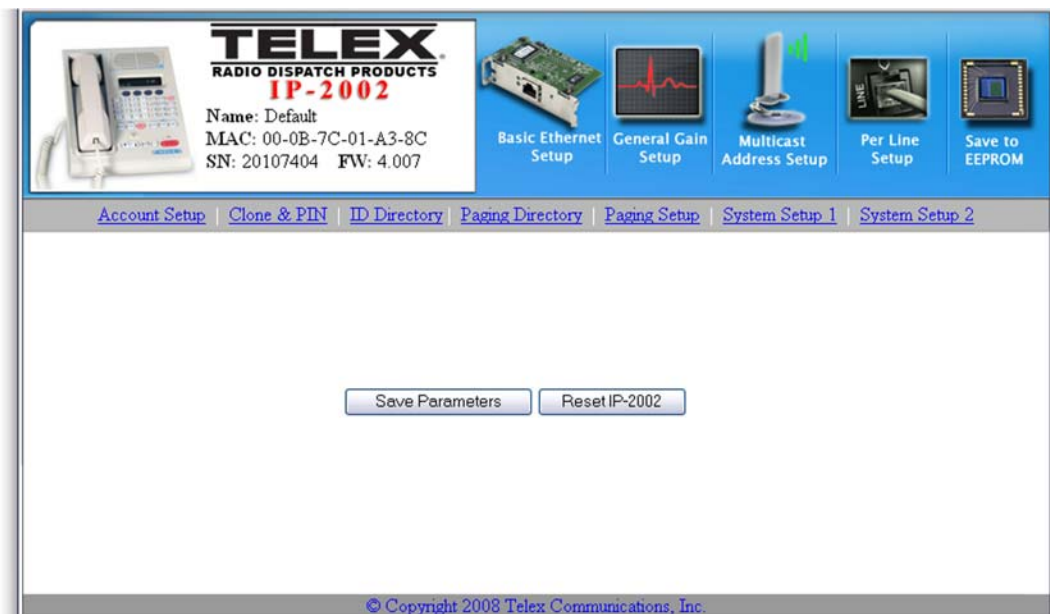 TELEX
RADIO DISPATCH PRODUCTS
IP-2002
Name: Default
MAC: 00-0B-7C-01-A3-8C
SN: 20107404 FW: 4.007
Basic Ethernet
Setup
General Gain
Setup
Multicast
Address Setup
LINE
Per Line
Setup
Save to
EEPROM
Account Setup | Clone & PIN | ID Directory | Paging Directory | Paging Setup | System Setup 1 | System Setup 2
Save Parameters
Reset IP-2002
© Copyright 2008 Telex Communications, Inc.